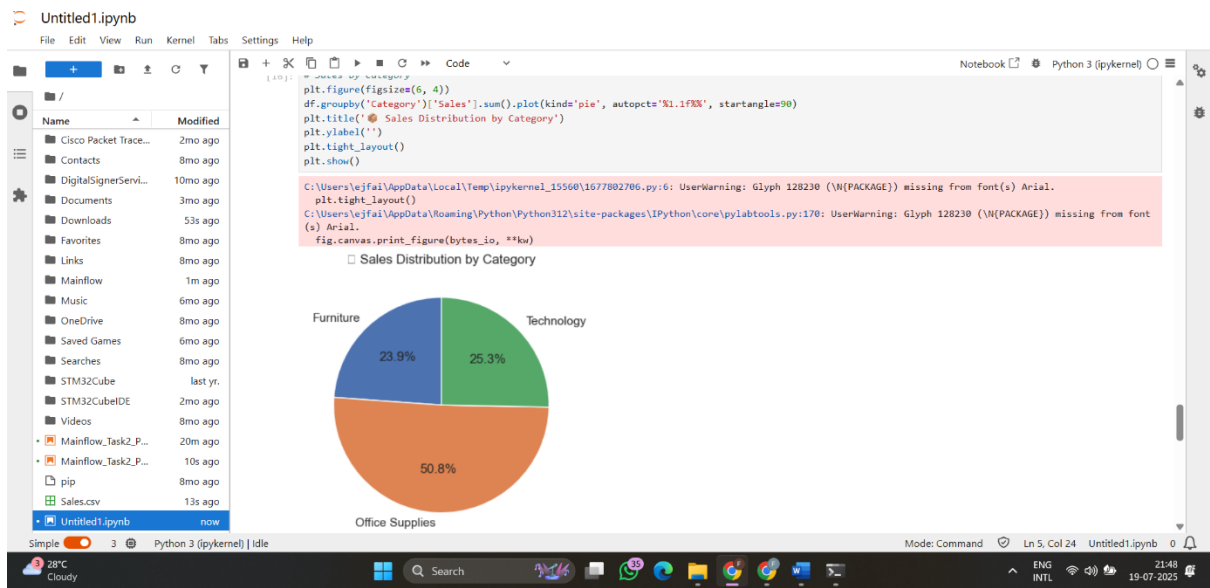 Untitled1.ipynb
File Edit View Run Kernel Tabs Settings Help
Code
Notebook
Python 3 (ipykernel)
/
Name Modified
Cisco Packet Trace... 2mo ago
Contacts 8mo ago
DigitalSignerServi... 10mo ago
Documents 3mo ago
Downloads 53s ago
Favorites 8mo ago
Links 8mo ago
Mainflow 1m ago
Music 6mo ago
OneDrive 8mo ago
Saved Games 6mo ago
Searches 8mo ago
STM32Cube last yr.
STM32CubeIDE 2mo ago
Videos 8mo ago
Mainflow_Task2_P... 20m ago
Mainflow_Task2_P... 10s ago
pip 8mo ago
Sales.csv 13s ago
Untitled1.ipynb now
# Sales by Category
plt.figure(figsize=(6, 4))
df.groupby('Category')['Sales'].sum().plot(kind='pie', autopct='%1.1f%%', startangle=90)
plt.title('📦 Sales Distribution by Category')
plt.ylabel('')
plt.tight_layout()
plt.show()
C:\Users\ejfai\AppData\Local\Temp\ipykernel_15560\1677802706.py:6: UserWarning: Glyph 128230 (\N{PACKAGE}) missing from font(s) Arial.
plt.tight_layout()
C:\Users\ejfai\AppData\Roaming\Python\Python312\site-packages\IPython\core\pylabtools.py:170: UserWarning: Glyph 128230 (\N{PACKAGE}) missing from font
(s) Arial.
fig.canvas.print_figure(bytes_io, **kw)
Sales Distribution by Category
Furniture
Technology
23.9%
25.3%
50.8%
Office Supplies
Simple 3 Python 3 (ipykernel) | Idle
Mode: Command Ln 5, Col 24 Untitled1.ipynb 0
3
28°C
Cloudy
Search
35
ENG
INTL
21:48
19-07-2025